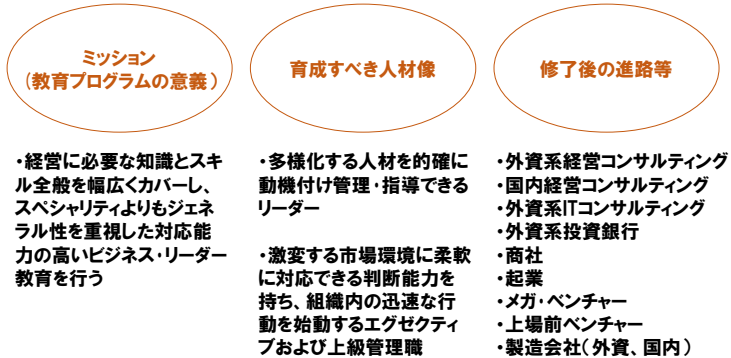 ミッション
(教育プログラムの意義)
・経営に必要な知識とスキ
ル全般を幅広くカバーし、
スペシャリティよりもジェネ
ラル性を重視した対応能
力の高いビジネス・リーダー
教育を行う
育成すべき人材像
・多様化する人材を的確に
動機付け管理・指導できる
リーダー
・激変する市場環境に柔軟
に対応できる判断能力を
持ち、組織内の迅速な行
動を始動するエグゼクティ
ブおよび上級管理職
修了後の進路等
・外資系経営コンサルティング
・国内経営コンサルティング
・外資系ITコンサルティング
・外資系投資銀行
・商社
・起業
・メガ・ベンチャー
・上場前ベンチャー
・製造会社(外資、国内)